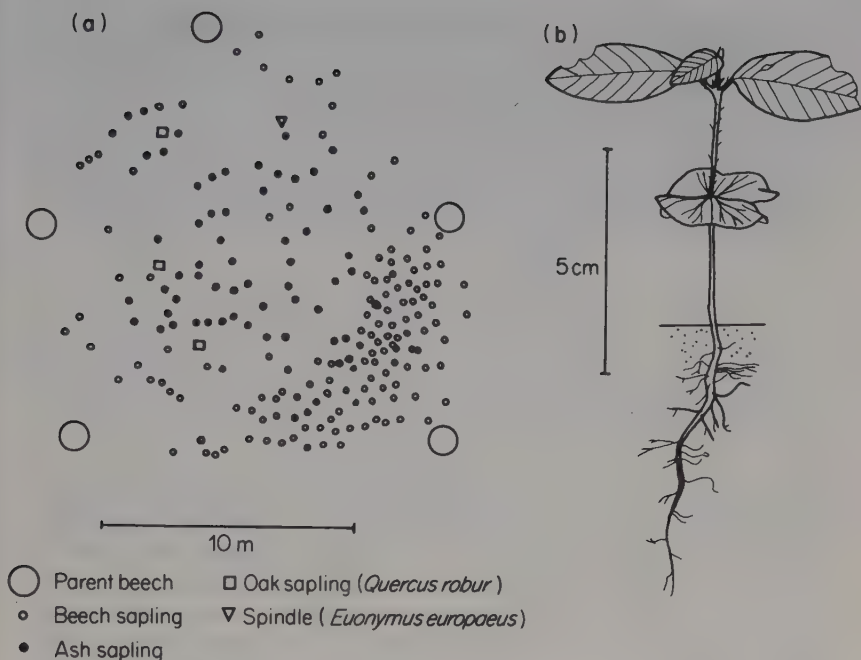 (a)
(b)
5cm
10 m
Parent beech
Oak sapling (Quercus robur)
Beech sapling
Spindle (Euonymus europaeus)
Ash sapling